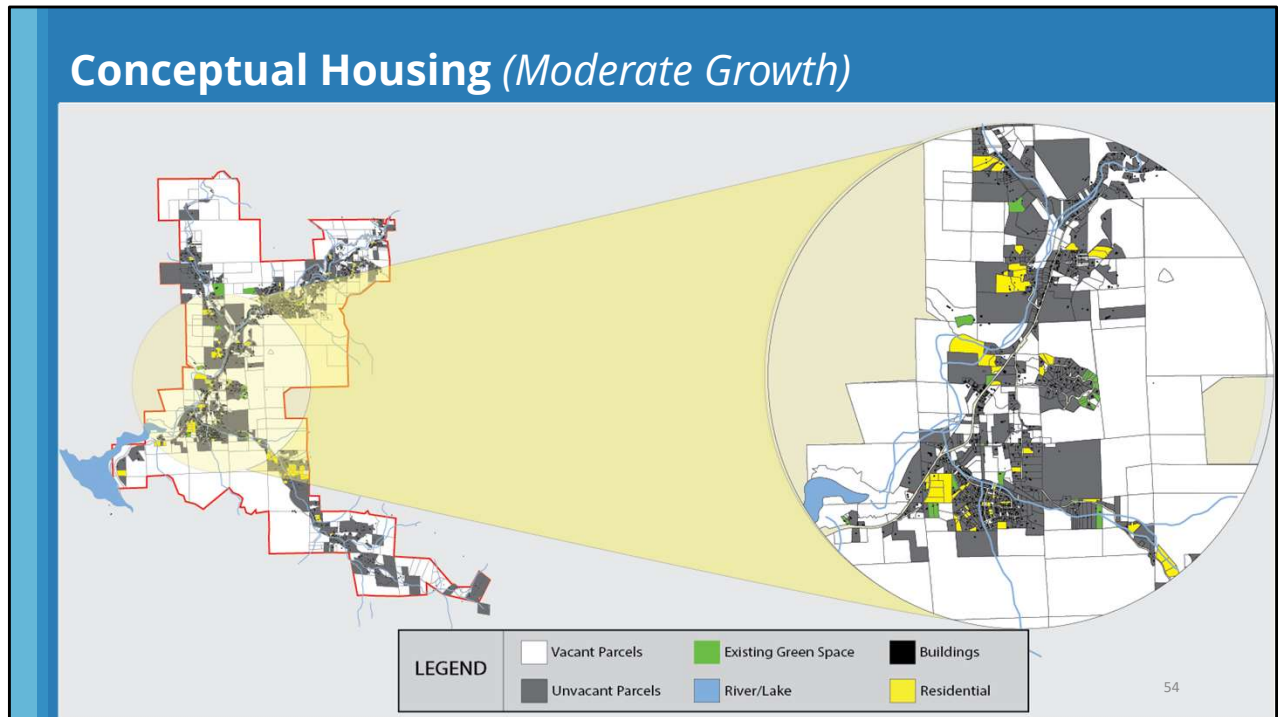 Conceptual Housing (Moderate Growth)
LEGEND
Vacant Parcels
Existing Green Space
Buildings
Unvacant Parcels
River/Lake
Residential
54